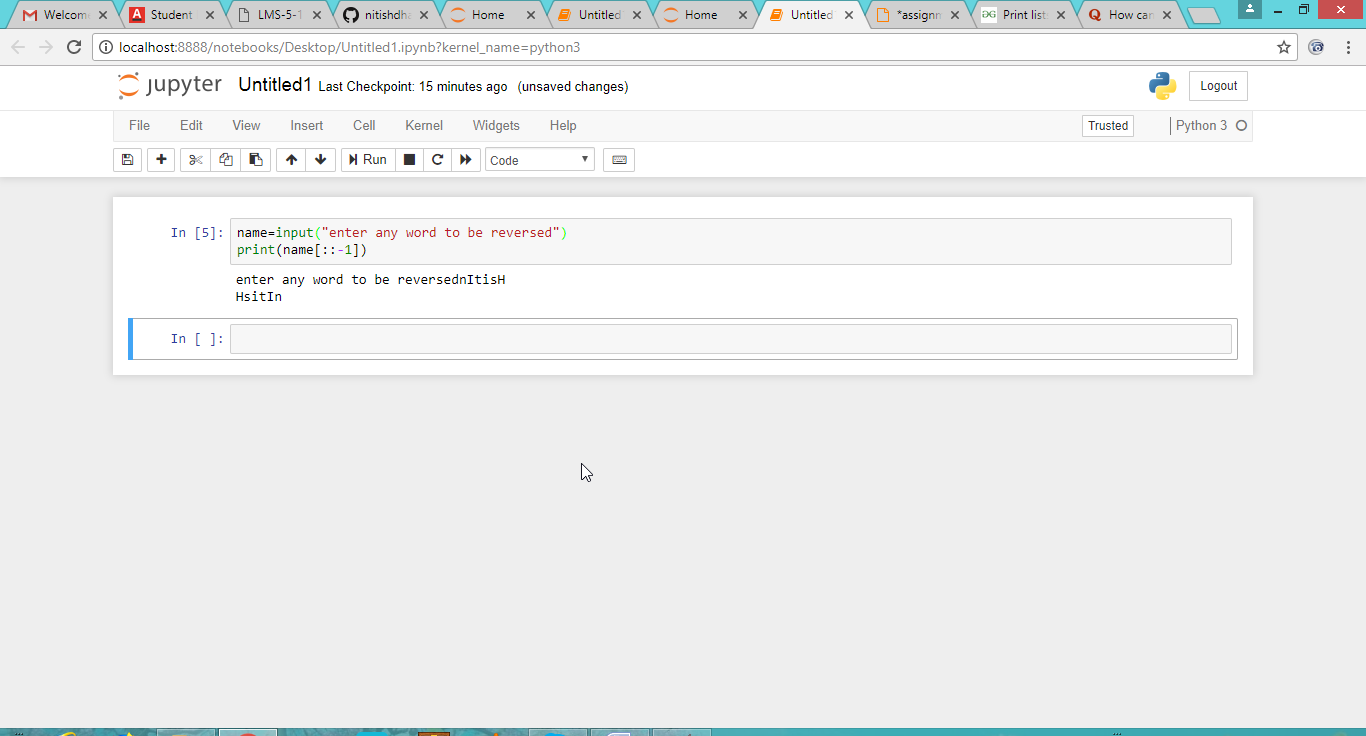 Welcom
Student
LMS-5-1
nitishdh
Home
Untitled
Home
Untitled
*assignn
Print list
How can
localhost:8888/notebooks/Desktop/Untitled1.ipynb?kernel_name=python3
jupyter Untitled1 Last Checkpoint: 15 minutes ago (unsaved changes)
Logout
File Edit View Insert Cell Kernel Widgets Help
Trusted
Python 3
Run
Code
In [5]: name=input("enter any word to be reversed")
print(name[::-1])
enter any word to be reversednItisH
HsitIn
In [ ]: